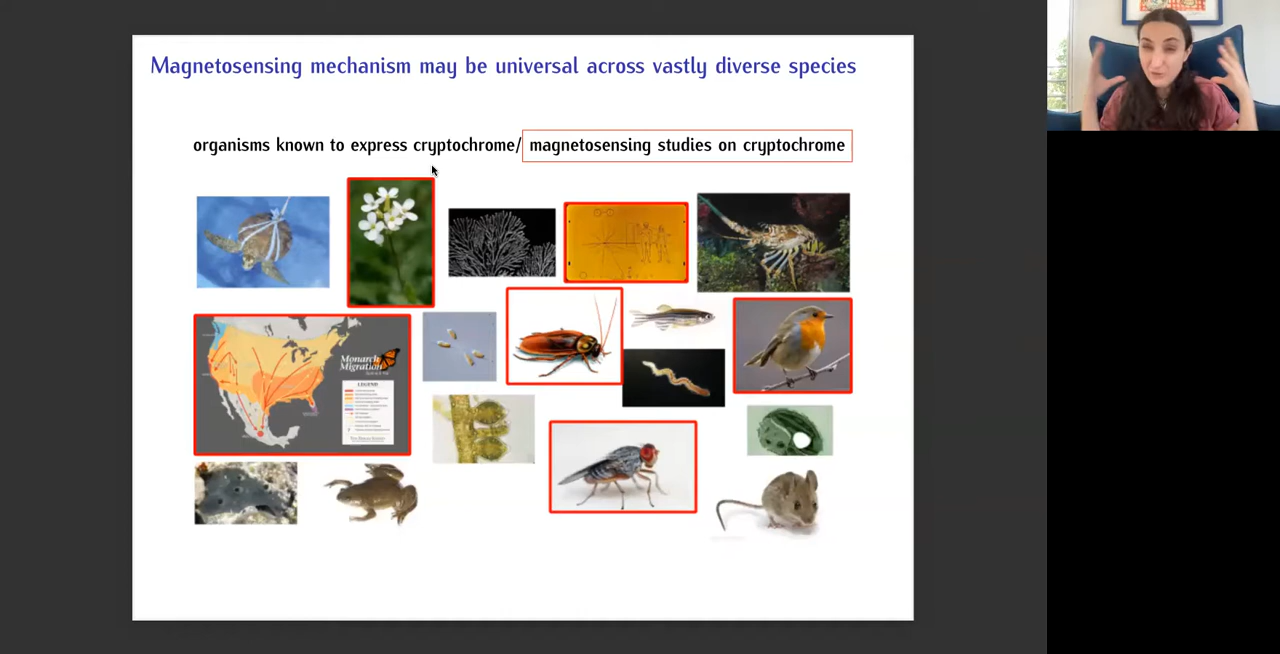 Magnetosensing mechanism may be universal across vastly diverse species
organisms known to express cryptochrome/ magnetosensing studies on cryptochrome
Monarch
Migration
LEGEND